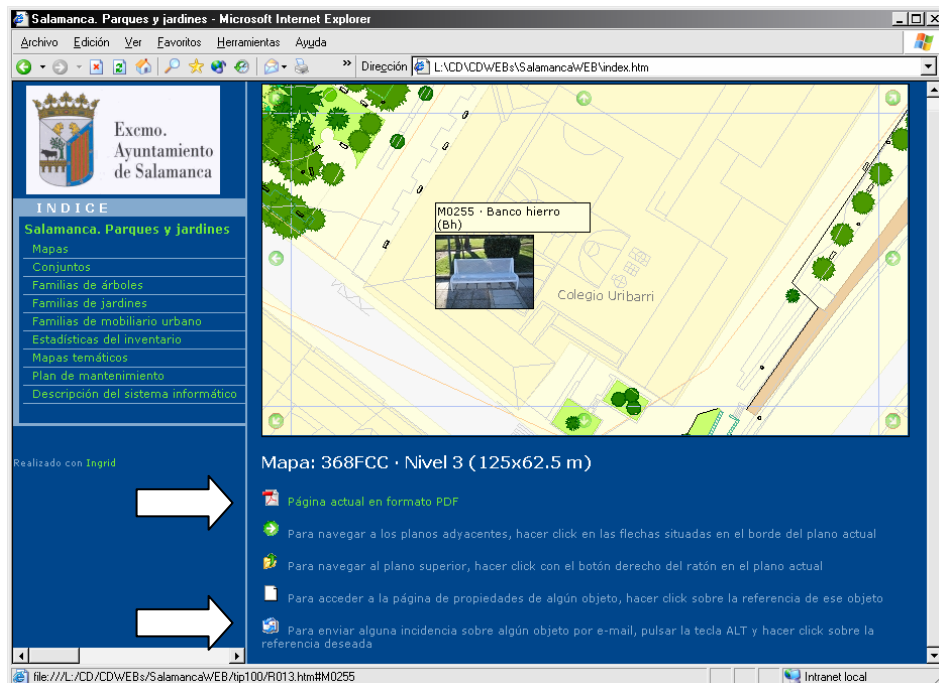 Salamanca. Parques y jardines - Microsoft Internet Explorer
Archivo Edición Ver Favoritos Herramientas Ayuda
» Dirección L:\CD\CDWEBs\SalamancaWEB\index.htm
Excmo.
Ayuntamiento
de Salamanca
INDICE
Salamanca. Parques y jardines
Mapas
Conjuntos
Familias de árboles
Familias de jardines
Familias de mobiliario urbano
Estadísticas del inventario
Mapas temáticos
Plan de mantenimiento
Descripción del sistema informático
Realizado con Ingrid
M0255 · Banco hierro
(Bh)
Colegio Uribarri
Mapa: 368FCC · Nivel 3 (125x62.5 m)
Página actual en formato PDF
Para navegar a los planos adyacentes, hacer click en las flechas situadas en el borde del plano actual
Para navegar al plano superior, hacer click con el botón derecho del ratón en el plano actual
Para acceder a la página de propiedades de algún objeto, hacer click sobre la referencia de ese objeto
Para enviar alguna incidencia sobre algún objeto por e-mail, pulsar la tecla ALT y hacer click sobre la
referencia deseada
file:///L:/CD/CDWEBs/SalamancaWEB/tip100/R013.htm#M0255
Intranet local